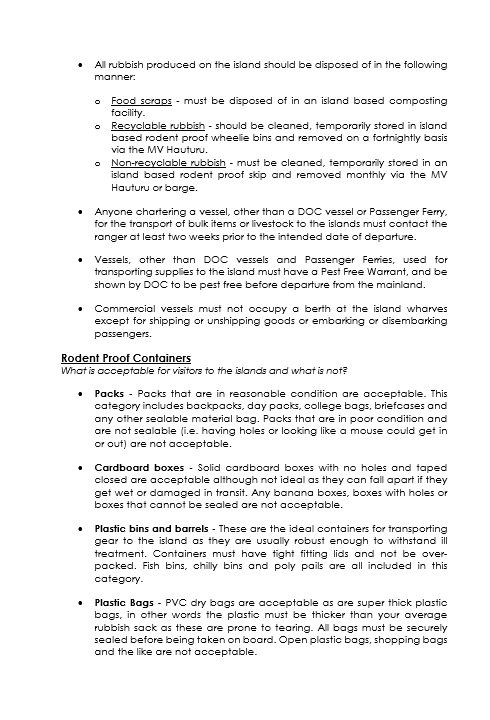 • All rubbish produced on the island should be disposed of in the following
manner:
o Food scraps - must be disposed of in an island based composting
facility.
o Recyclable rubbish - should be cleaned, temporarily stored in island
based rodent proof wheelie bins and removed on a fortnightly basis
via the MV Hauturu.
o Non-recyclable rubbish - must be cleaned, temporarily stored in an
island based rodent proof skip and removed monthly via the MV
Hauturu or barge.
• Anyone chartering a vessel, other than a DOC vessel or Passenger Ferry,
for the transport of bulk items or livestock to the islands must contact the
ranger at least two weeks prior to the intended date of departure.
• Vessels, other than DOC vessels and Passenger Ferries, used for
transporting supplies to the island must have a Pest Free Warrant, and be
shown by DOC to be pest free before departure from the mainland.
• Commercial vessels must not occupy a berth at the island wharves
except for shipping or unshipping goods or embarking or disembarking
passengers.
Rodent Proof Containers
What is acceptable for visitors to the islands and what is not?
• Packs - Packs that are in reasonable condition are acceptable. This
category includes backpacks, day packs, college bags, briefcases and
any other sealable material bag. Packs that are in poor condition and
are not sealable (i.e. having holes or looking like a mouse could get in
or out) are not acceptable.
• Cardboard boxes - Solid cardboard boxes with no holes and taped
closed are acceptable although not ideal as they can fall apart if they
get wet or damaged in transit. Any banana boxes, boxes with holes or
boxes that cannot be sealed are not acceptable.
• Plastic bins and barrels - These are the ideal containers for transporting
gear to the island as they are usually robust enough to withstand ill
treatment. Containers must have tight fitting lids and not be over-
packed. Fish bins, chilly bins and poly pails are all included in this
category.
• Plastic Bags - PVC dry bags are acceptable as are super thick plastic
bags, in other words the plastic must be thicker than your average
rubbish sack as these are prone to tearing. All bags must be securely
sealed before being taken on board. Open plastic bags, shopping bags
and the like are not acceptable.